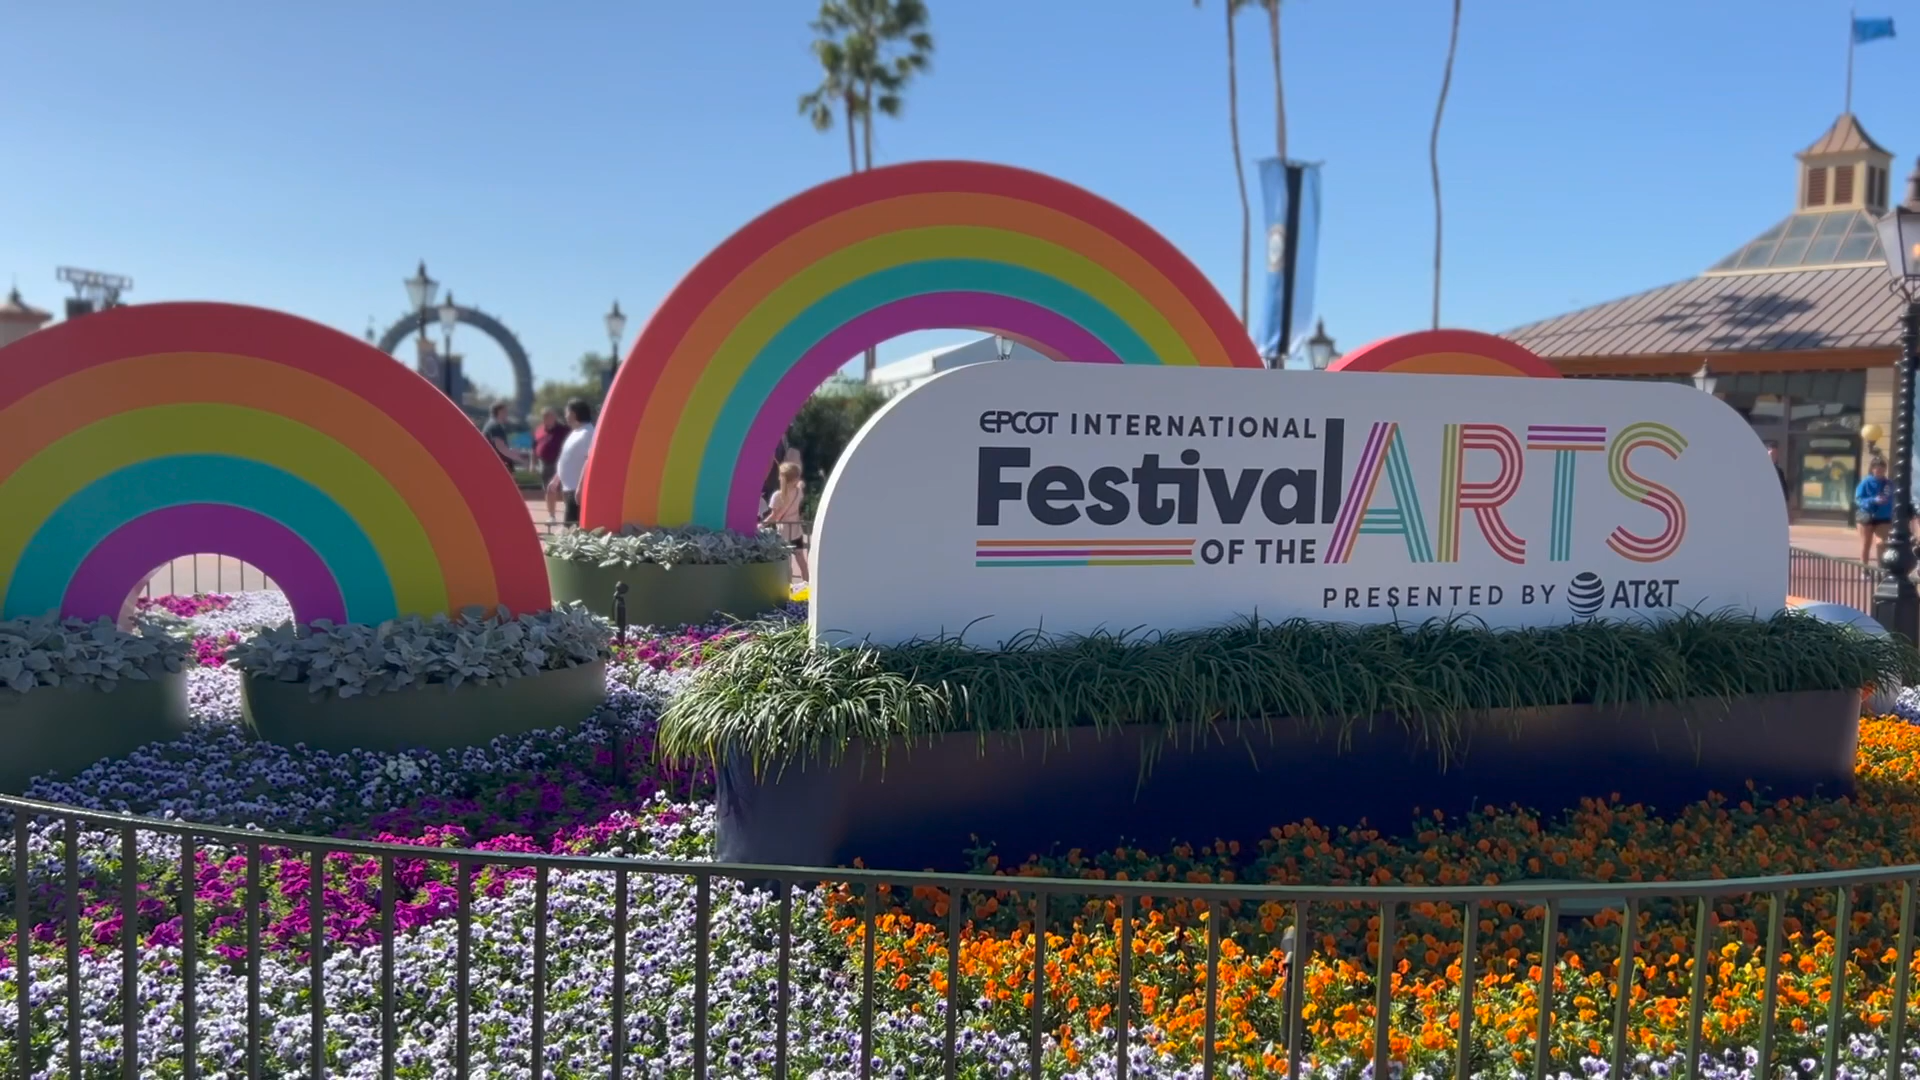 EPCOT INTERNATIONAL
Festival
OF THE ARTS
PRESENTED BY AT&T